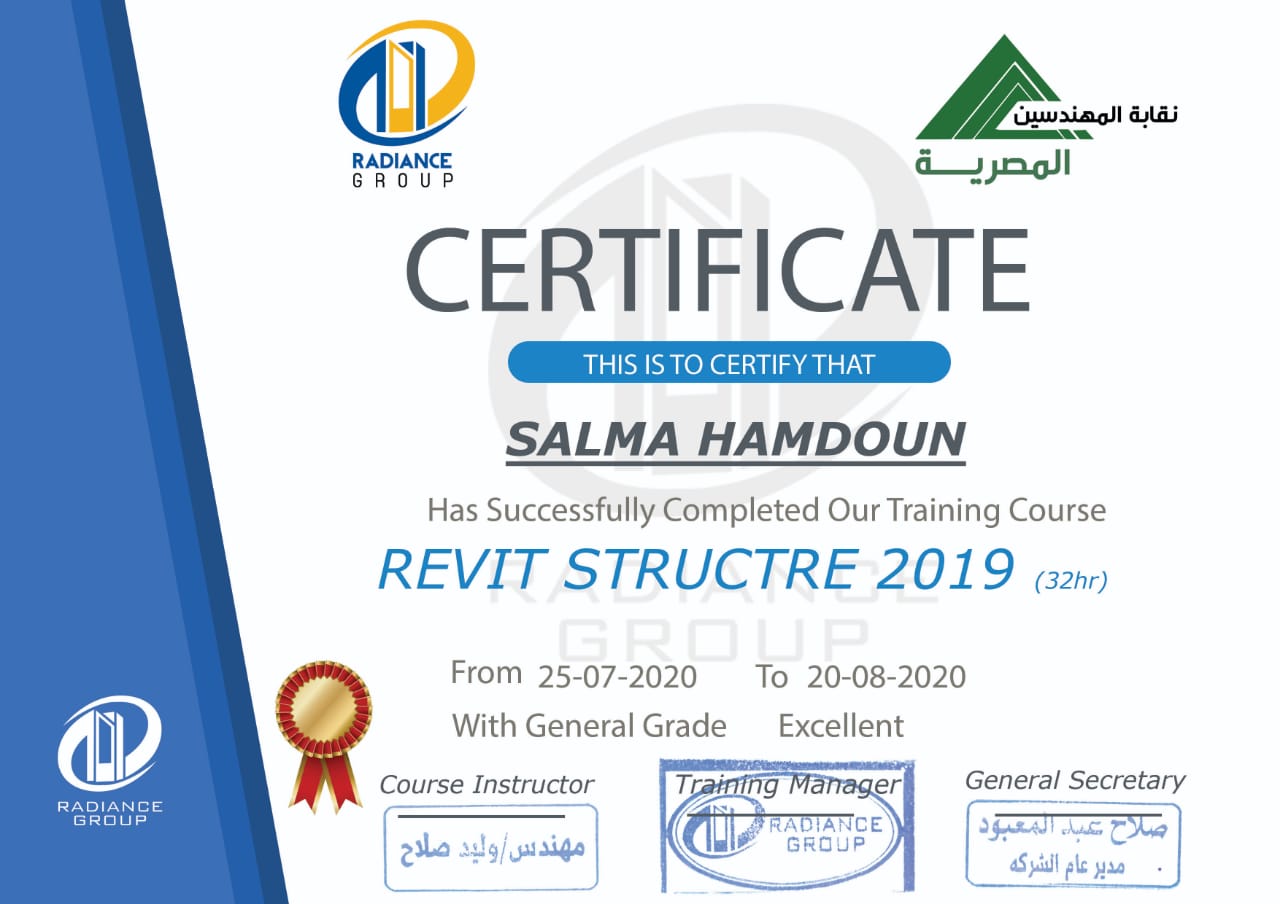 RADIANCE
GROUP
نقابة المهندسين
المصرية
CERTIFICATE
THIS IS TO CERTIFY THAT
SALMA HAMDOUN
Has Successfully Completed Our Training Course
REVIT STRUCTRE 2019 (32hr)
RADIANCE
GROUP
From 25-07-2020 To 20-08-2020
With General Grade Excellent
Course Instructor
Training Manager
General Secretary
مهندس/وليد صلاح
RADIANCE
GROUP
صلاح عبد المعبود
مدير عام الشركه
RADIANCE
GROUP